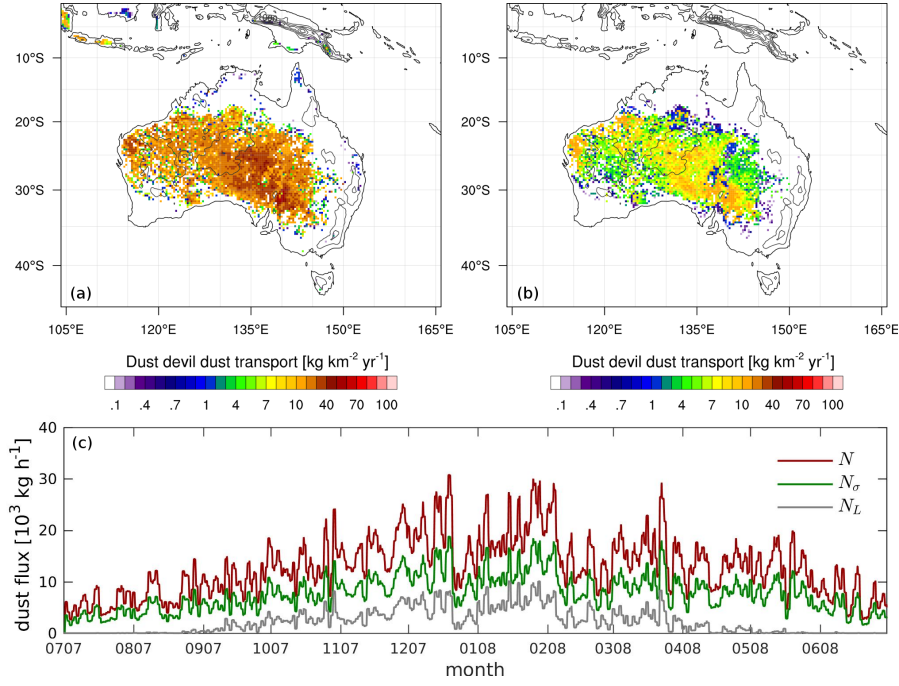 10°S
20°S
30°S
40°S
(a)
105°E 120°E 135°E 150°E 165°E
10°S
20°S
30°S
40°S
(b)
105°E 120°E 135°E 150°E 165°E
Dust devil dust transport [kg km⁻² yr⁻¹]
.1 .4 .7 1 4 7 10 40 70 100
Dust devil dust transport [kg km⁻² yr⁻¹]
.1 .4 .7 1 4 7 10 40 70 100
(c)
dust flux [10³ kg h⁻¹]
40
30
20
10
0
N
N_σ
N_L
0707 0807 0907 1007 1107 1207 0108 0208 0308 0408 0508 0608
month